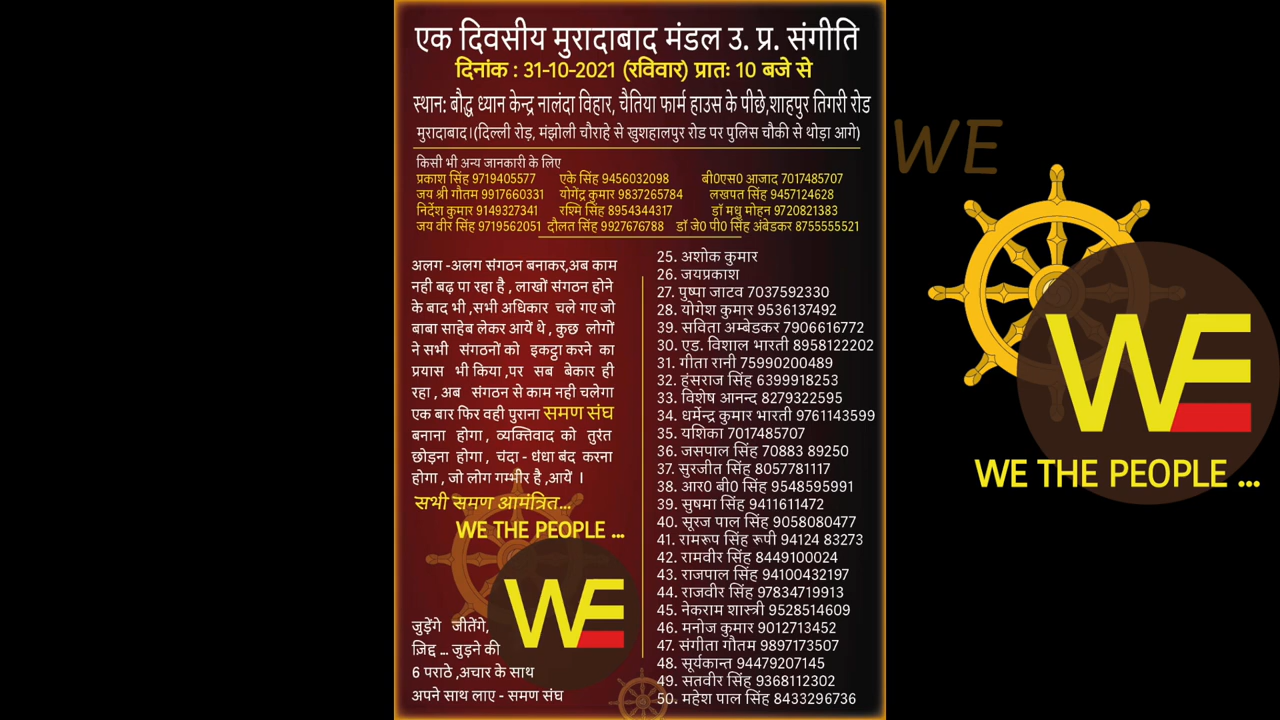 एक दिवसीय मुरादाबाद मंडल उ. प्र. संगीति
दिनांक : 31-10-2021 (रविवार) प्रातः 10 बजे से
स्थान: बौद्ध ध्यान केन्द्र नालंदा विहार, चैतिया फार्म हाउस के पीछे,शाहपुर तिगरी रोड
मुरादाबाद।(दिल्ली रोड़, मंझोली चौराहे से खुशहालपुर रोड पर पुलिस चौकी से थोड़ा आगे)
किसी भी अन्य जानकारी के लिए
प्रकाश सिंह 9719405577 एके सिंह 9456032098 बी0एस0 आजाद 7017485707
जय श्री गौतम 9917660331 योगेंद्र कुमार 9837265784 लखपत सिंह 9457124628
निर्देश कुमार 9149327341 रश्मि सिंह 8954344317 डॉ मधु मोहन 9720821383
जय वीर सिंह 9719562051 दौलत सिंह 9927676788 डॉ जे0 पी0 सिंह अंबेडकर 8755555521
अलग -अलग संगठन बनाकर,अब काम
नही बढ़ पा रहा है , लाखों संगठन होने
के बाद भी ,सभी अधिकार चले गए जो
बाबा साहेब लेकर आयें थे , कुछ लोगों
ने सभी संगठनों को इकट्ठा करने का
प्रयास भी किया ,पर सब बेकार ही
रहा , अब संगठन से काम नही चलेगा
एक बार फिर वही पुराना समण संघ
बनाना होगा , व्यक्तिवाद को तुरंत
छोड़ना होगा , चंदा - धंधा बंद करना
होगा , जो लोग गम्भीर है ,आयें ।
सभी समण आमंत्रित...
WE THE PEOPLE ...
WE
जुड़ेंगे जीतेंगे,
ज़िद्द ... जुड़ने की
6 पराठे ,अचार के साथ
अपने साथ लाए - समण संघ
25. अशोक कुमार
26. जयप्रकाश
27. पुष्पा जाटव 7037592330
28. योगेश कुमार 9536137492
39. सविता अम्बेडकर 7906616772
30. एड. विशाल भारती 8958122202
31. गीता रानी 75990200489
32. हंसराज सिंह 6399918253
33. विशेष आनन्द 8279322595
34. धर्मेन्द्र कुमार भारती 9761143599
35. यशिका 7017485707
36. जसपाल सिंह 70883 89250
37. सुरजीत सिंह 8057781117
38. आर0 बी0 सिंह 9548595991
39. सुषमा सिंह 9411611472
40. सूरज पाल सिंह 9058080477
41. रामरूप सिंह रूपी 94124 83273
42. रामवीर सिंह 8449100024
43. राजपाल सिंह 94100432197
44. राजवीर सिंह 97834719913
45. नेकराम शास्त्री 9528514609
46. मनोज कुमार 9012713452
47. संगीता गौतम 9897173507
48. सूर्यकान्त 94479207145
49. सतवीर सिंह 9368112302
50. महेश पाल सिंह 8433296736
WE
WE
WE THE PEOPLE ...